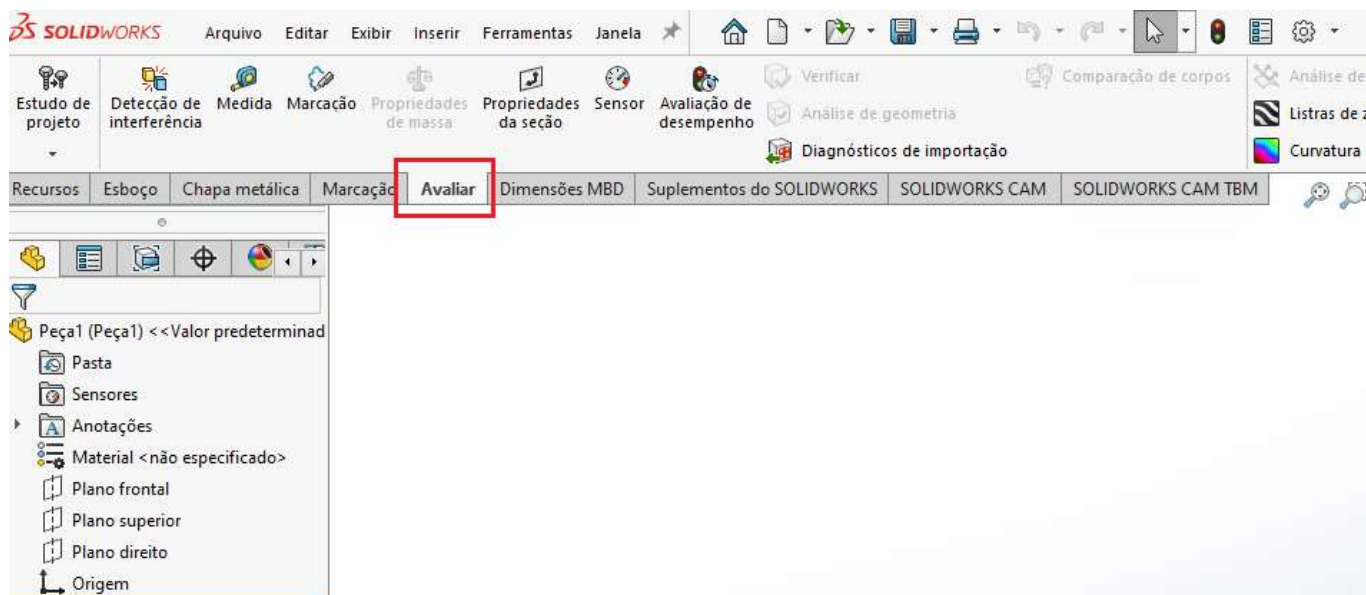 SOLIDWORKS Arquivo Editar Exibir Inserir Ferramentas Janela
Estudo de projeto
Detecção de interferência
Medida
Marcação
Propriedades de massa
Propriedades da seção
Sensor
Avaliação de desempenho
Verificar
Análise de geometria
Diagnósticos de importação
Comparação de corpos
Análise de
Listras de
Curvatura
Recursos Esboço Chapa metálica Marcação Avaliar Dimensões MBD Suplementos do SOLIDWORKS SOLIDWORKS CAM SOLIDWORKS CAM TBM
Peça1 (Peça1) <<Valor predeterminad
Pasta
Sensores
Anotações
Material <não especificado>
Plano frontal
Plano superior
Plano direito
Origem